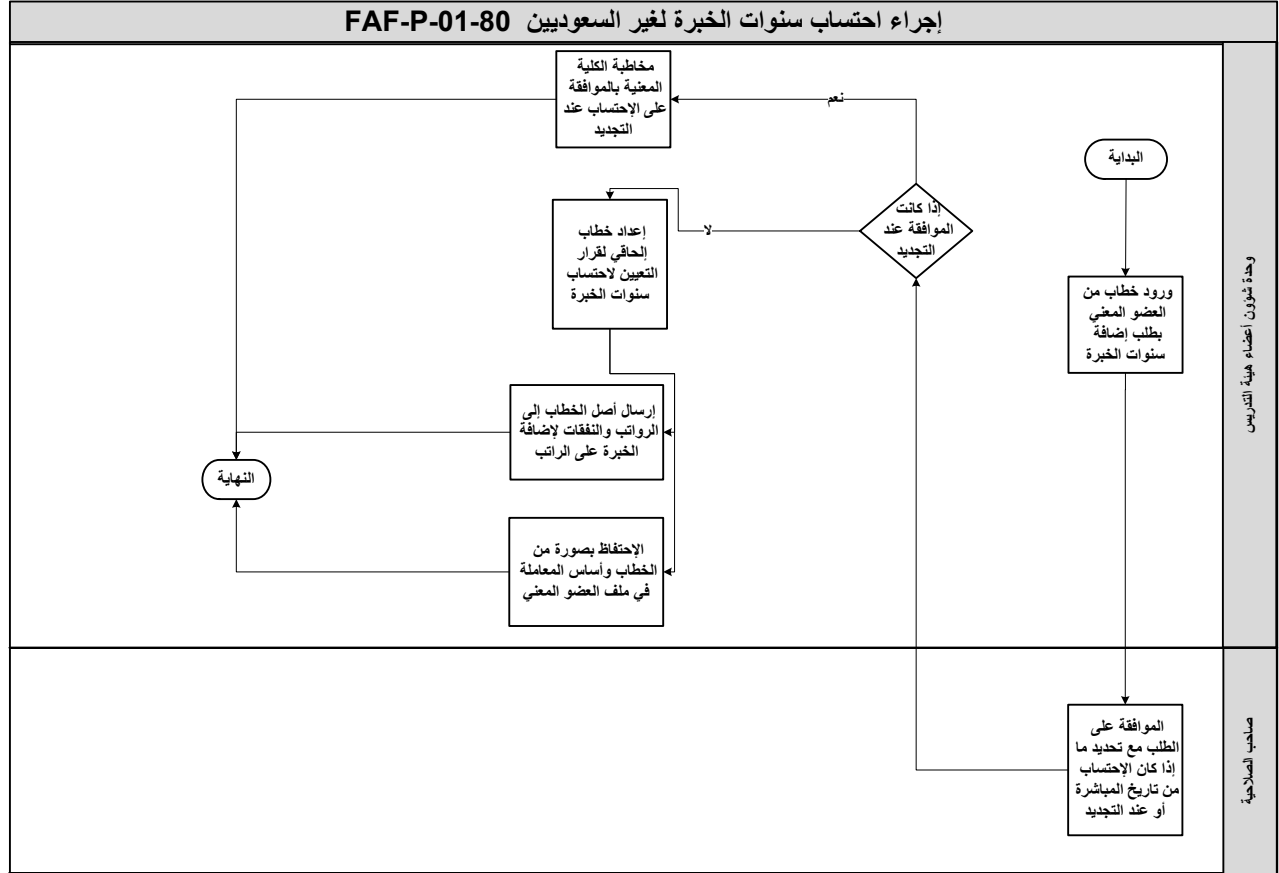 إجراء احتساب سنوات الخبرة لغير السعوديين FAF-P-01-80
وحدة شؤون أعضاء هيئة التدريس
البداية
ورود خطاب من
العضو المعني
بطلب إضافة
سنوات الخبرة
صاحب الصلاحية
الموافقة على
الطلب مع تحديد ما
إذا كان الإحتساب
من تاريخ المباشرة
أو عند التجديد
إذا كانت
الموافقة عند
التجديد
نعم
مخاطبة الكلية
المعنية بالموافقة
على الإحتساب عند
التجديد
لا
إعداد خطاب
إلحاقي لقرار
التعيين لاحتساب
سنوات الخبرة
إرسال أصل الخطاب إلى
الرواتب والنفقات لإضافة
الخبرة على الراتب
الإحتفاظ بصورة من
الخطاب وأساس المعاملة
في ملف العضو المعني
النهاية